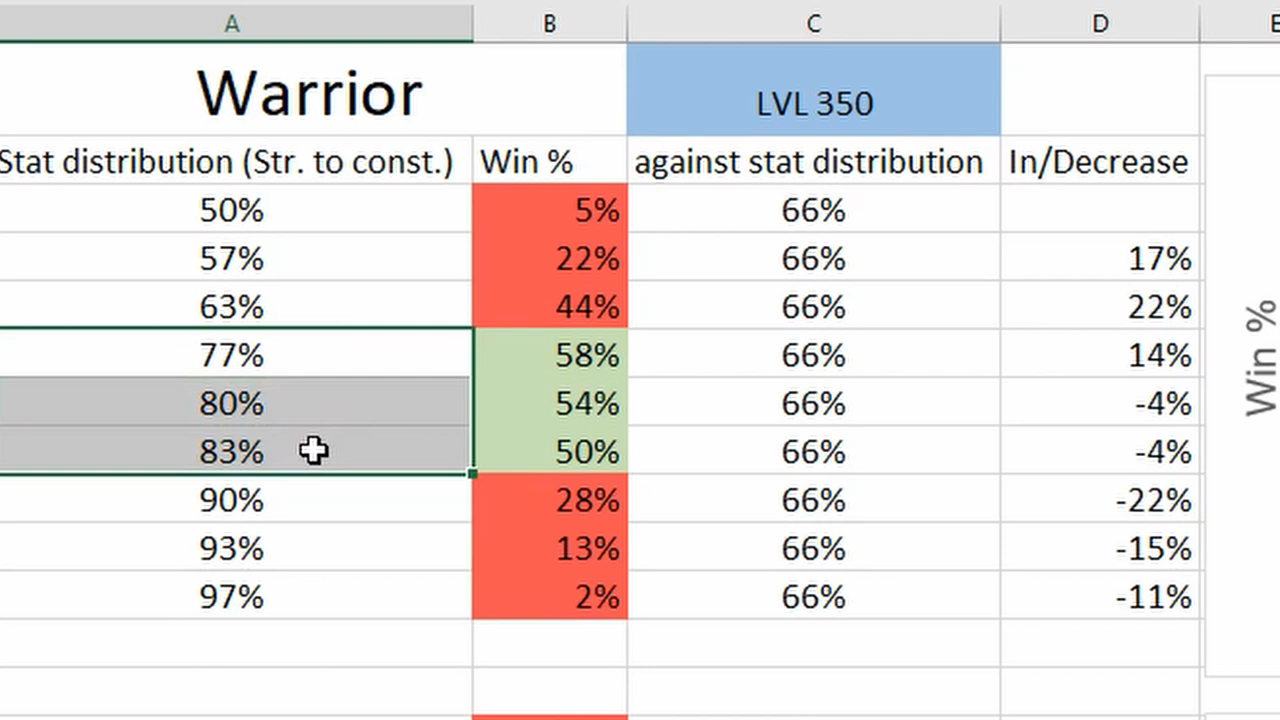 A B C D E
Warrior LVL 350
Stat distribution (Str. to const.) Win % against stat distribution In/Decrease
50% 5% 66%
57% 22% 66% 17%
63% 44% 66% 22%
77% 58% 66% 14%
80% 54% 66% -4%
83% 50% 66% -4%
90% 28% 66% -22%
93% 13% 66% -15%
97% 2% 66% -11%
Win %